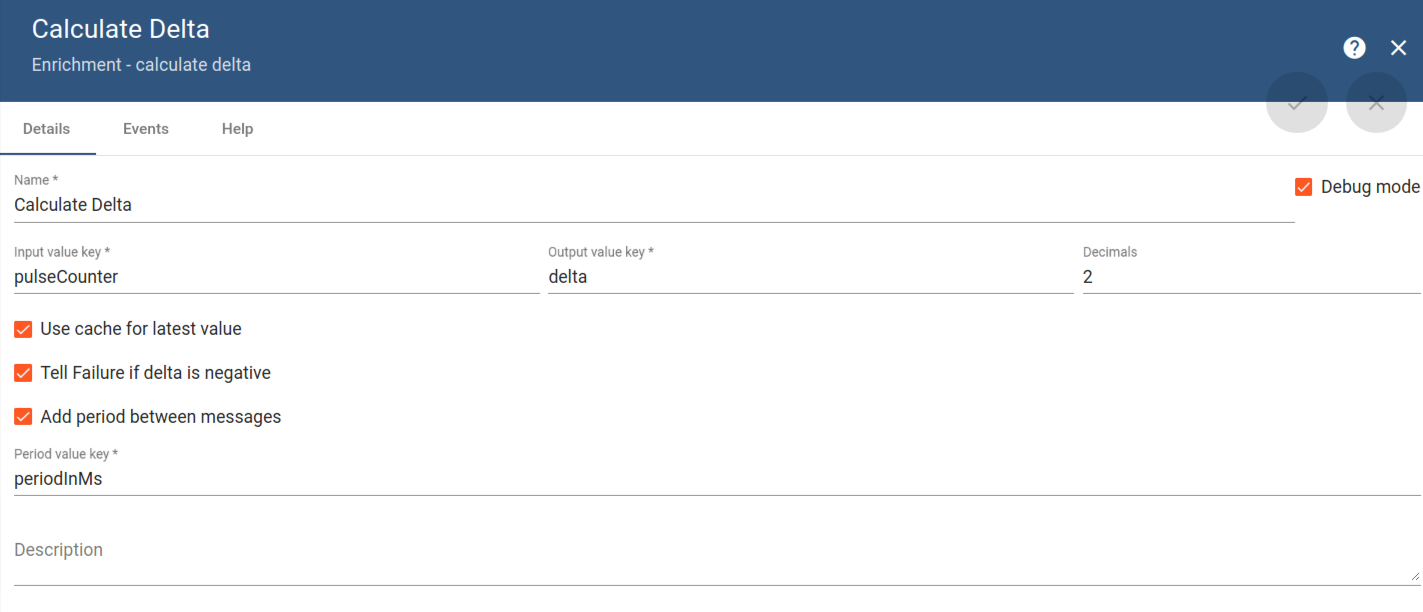 Calculate Delta
Enrichment - calculate delta
Details Events Help
Name *
Calculate Delta
Debug mode
Input value key * Output value key * Decimals
pulseCounter delta 2
Use cache for latest value
Tell Failure if delta is negative
Add period between messages
Period value key *
periodInMs
Description